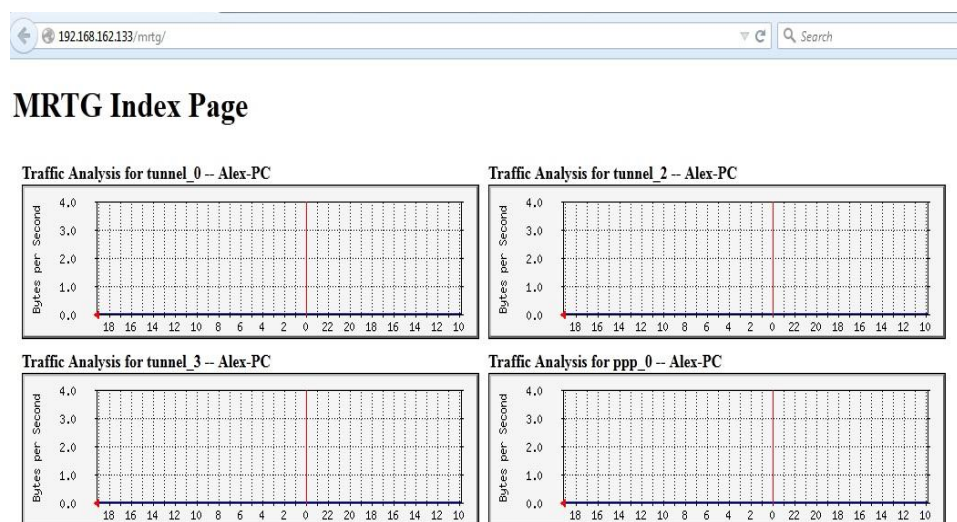 192.168.162.133/mrtg/
Search
MRTG Index Page
Traffic Analysis for tunnel_0 -- Alex-PC
Bytes per Second
4.0
3.0
2.0
1.0
0.0
18 16 14 12 10 8 6 4 2 0 22 20 18 16 14 12 10
Traffic Analysis for tunnel_2 -- Alex-PC
Bytes per Second
4.0
3.0
2.0
1.0
0.0
18 16 14 12 10 8 6 4 2 0 22 20 18 16 14 12 10
Traffic Analysis for tunnel_3 -- Alex-PC
Bytes per Second
4.0
3.0
2.0
1.0
0.0
18 16 14 12 10 8 6 4 2 0 22 20 18 16 14 12 10
Traffic Analysis for ppp_0 -- Alex-PC
Bytes per Second
4.0
3.0
2.0
1.0
0.0
18 16 14 12 10 8 6 4 2 0 22 20 18 16 14 12 10